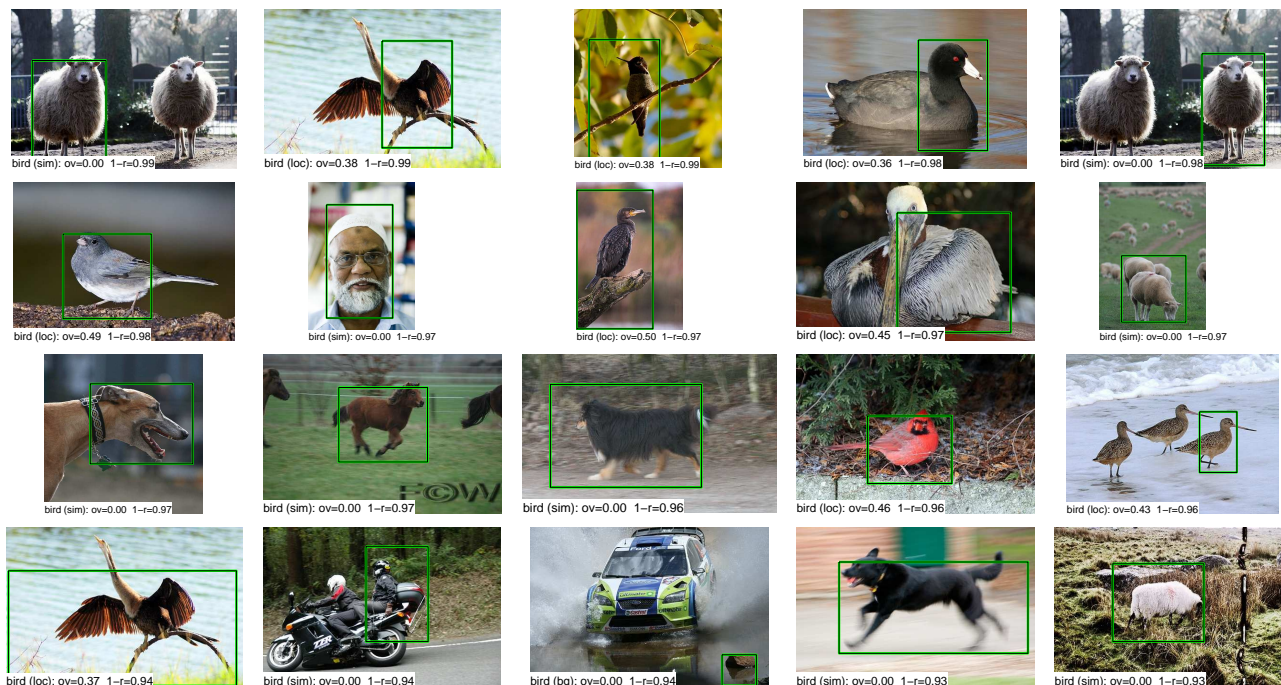 bird (sim): ov=0.00 1−r=0.99
bird (loc): ov=0.38 1−r=0.99
bird (loc): ov=0.38 1−r=0.99
bird (loc): ov=0.36 1−r=0.98
bird (sim): ov=0.00 1−r=0.98
bird (loc): ov=0.49 1−r=0.98
bird (sim): ov=0.00 1−r=0.97
bird (loc): ov=0.50 1−r=0.97
bird (loc): ov=0.45 1−r=0.97
bird (sim): ov=0.00 1−r=0.97
F©W
bird (sim): ov=0.00 1−r=0.97
bird (sim): ov=0.00 1−r=0.97
bird (sim): ov=0.00 1−r=0.96
bird (loc): ov=0.46 1−r=0.96
bird (loc): ov=0.43 1−r=0.96
Ford
bird (loc): ov=0.37 1−r=0.94
bird (sim): ov=0.00 1−r=0.94
bird (bg): ov=0.00 1−r=0.94
bird (sim): ov=0.00 1−r=0.93
bird (sim): ov=0.00 1−r=0.93